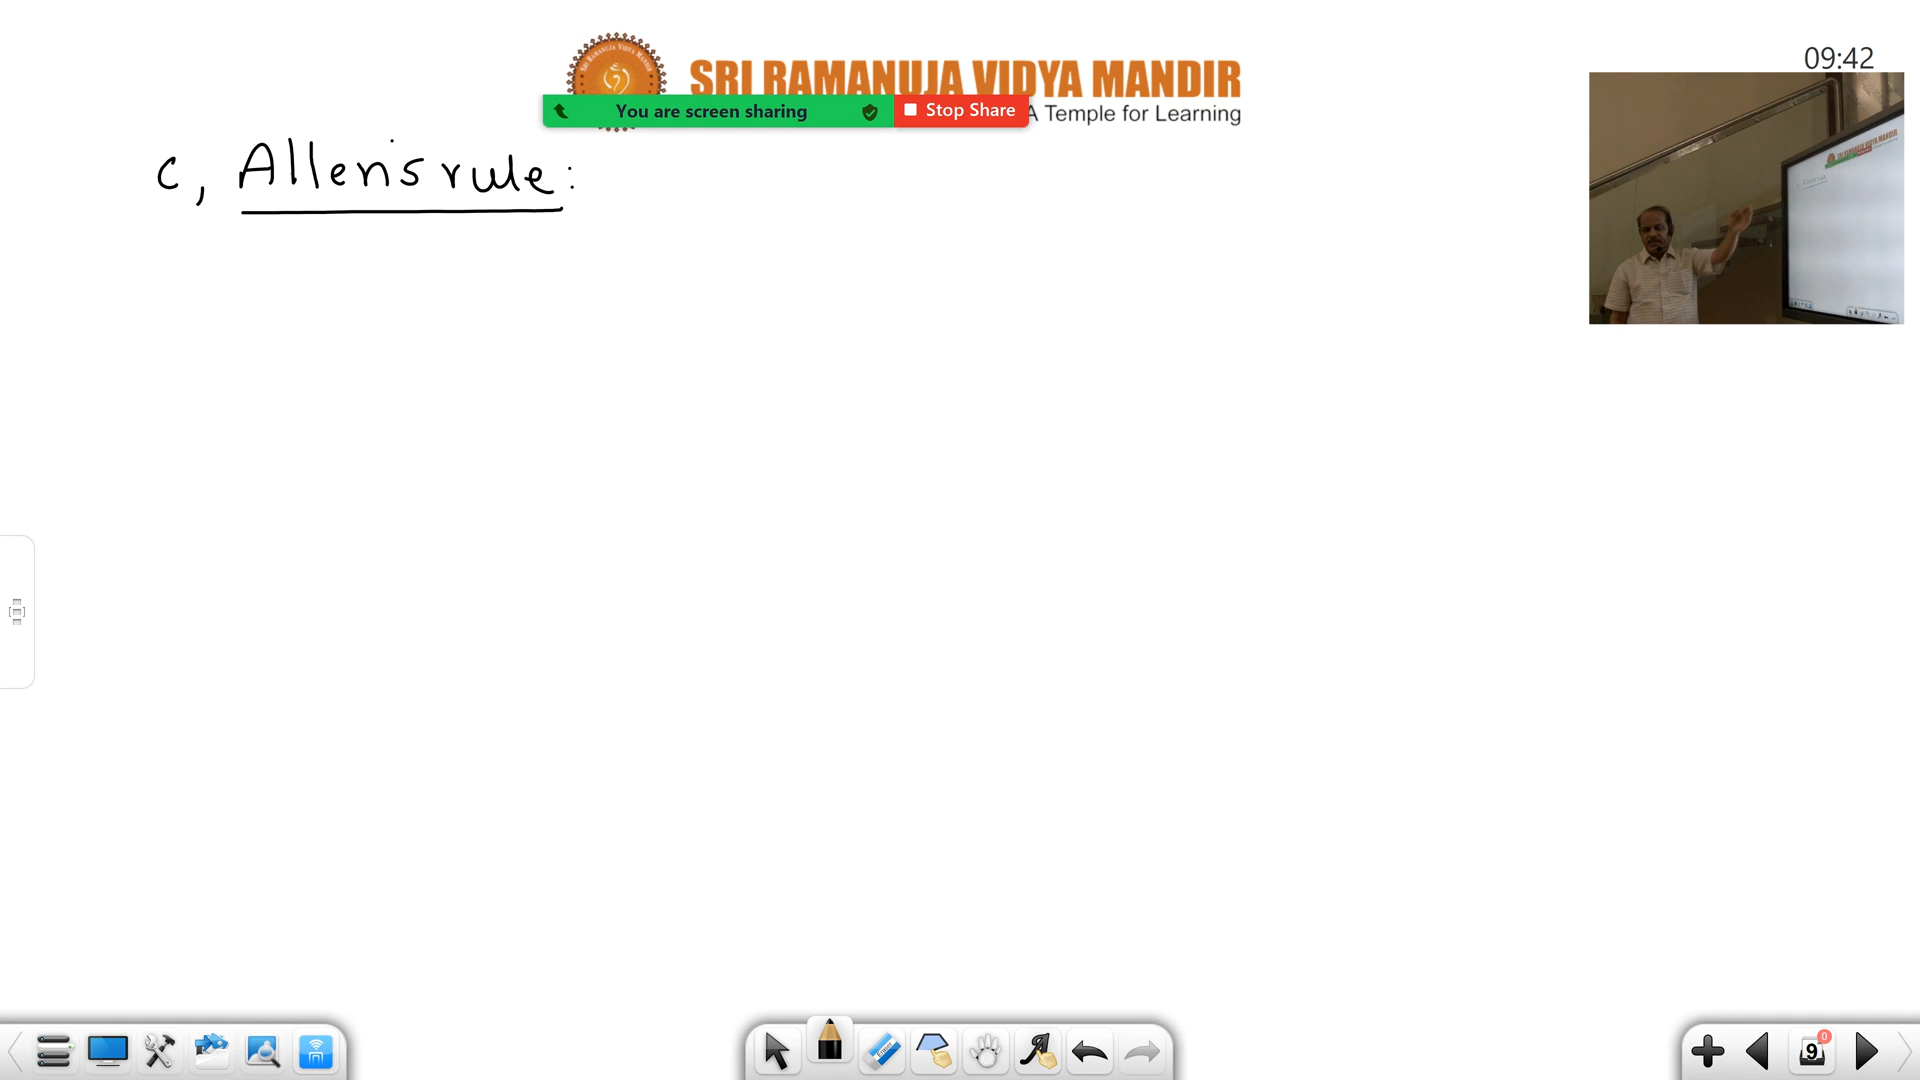 SRI RAMANUJA VIDYA MANDIR
09:42
You are screen sharing
Stop Share
A Temple for Learning
c, Allen's rule:
9
0